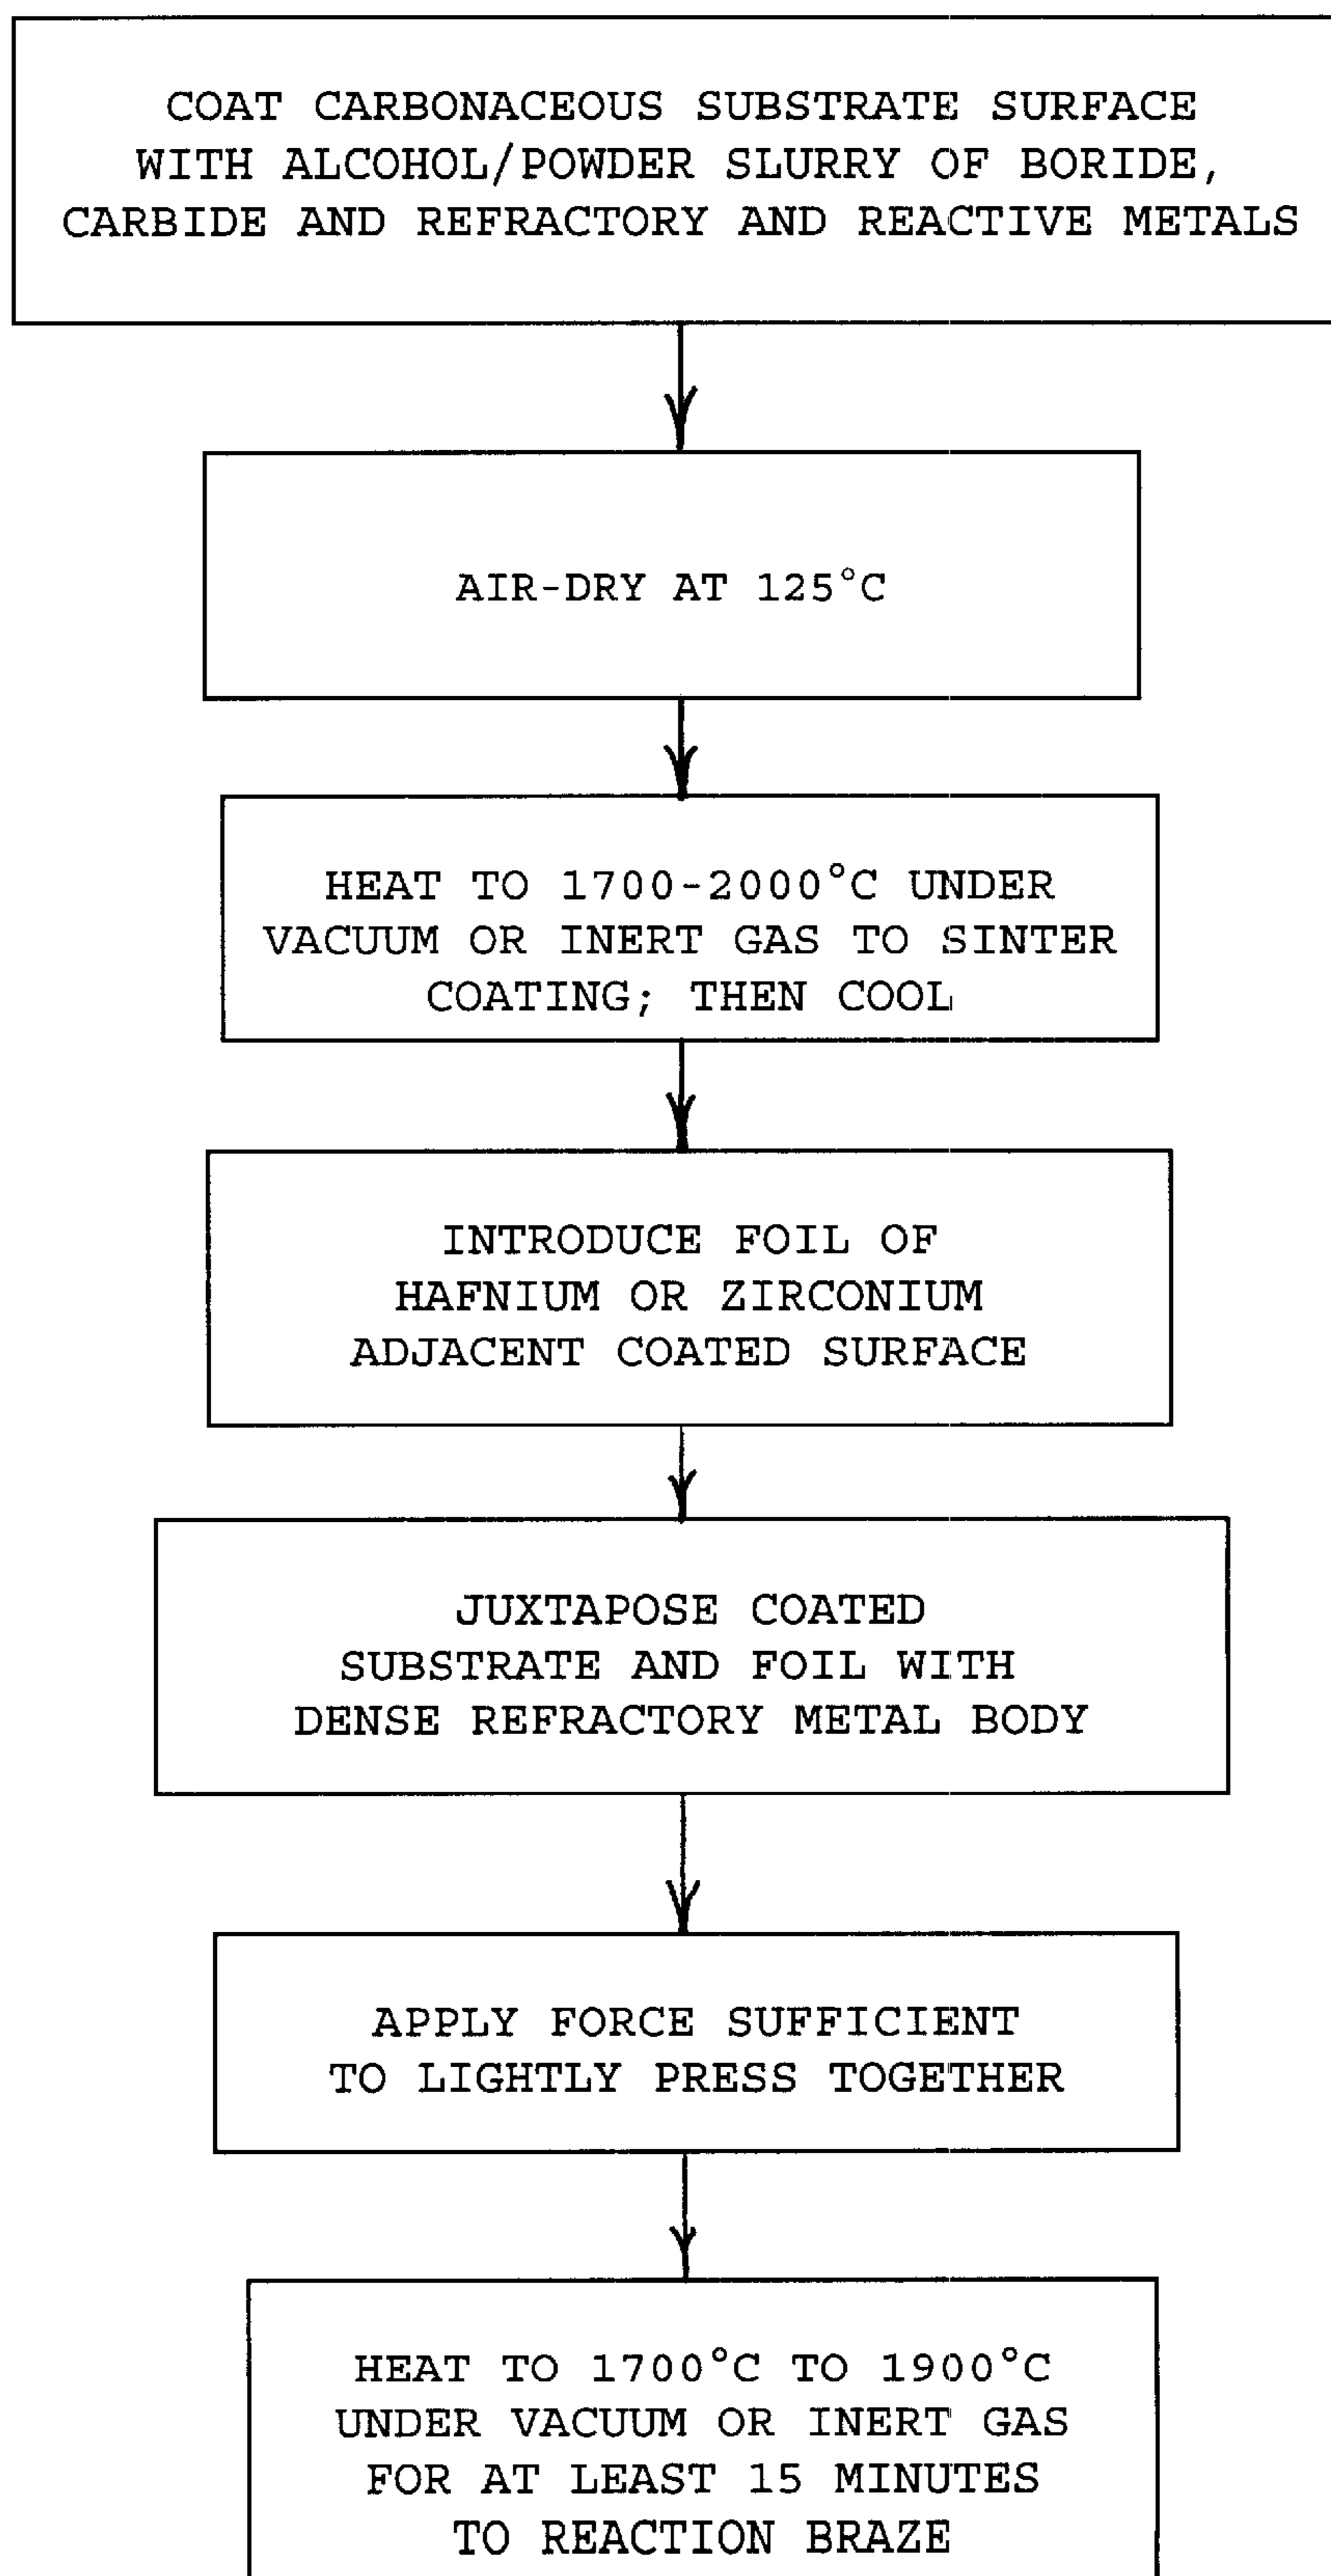 COAT CARBONACEOUS SUBSTRATE SURFACE
WITH ALCOHOL/POWDER SLURRY OF BORIDE,
CARBIDE AND REFRACTORY AND REACTIVE METALS
AIR-DRY AT 125°C
HEAT TO 1700-2000°C UNDER
VACUUM OR INERT GAS TO SINTER
COATING; THEN COOL
INTRODUCE FOIL OF
HAFNIUM OR ZIRCONIUM
ADJACENT COATED SURFACE
JUXTAPOSE COATED
SUBSTRATE AND FOIL WITH
DENSE REFRACTORY METAL BODY
APPLY FORCE SUFFICIENT
TO LIGHTLY PRESS TOGETHER
HEAT TO 1700°C TO 1900°C
UNDER VACUUM OR INERT GAS
FOR AT LEAST 15 MINUTES
TO REACTION BRAZE